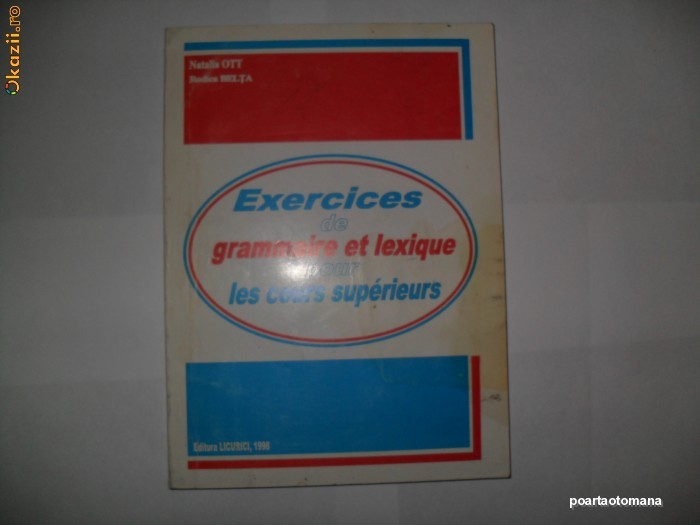 Okazii.ro
Natalia OTT
Rodica BELȚA
Exercices
de
grammaire et lexique
pour
les cours supérieurs
Editura LICURICI, 1998
poartaotomana